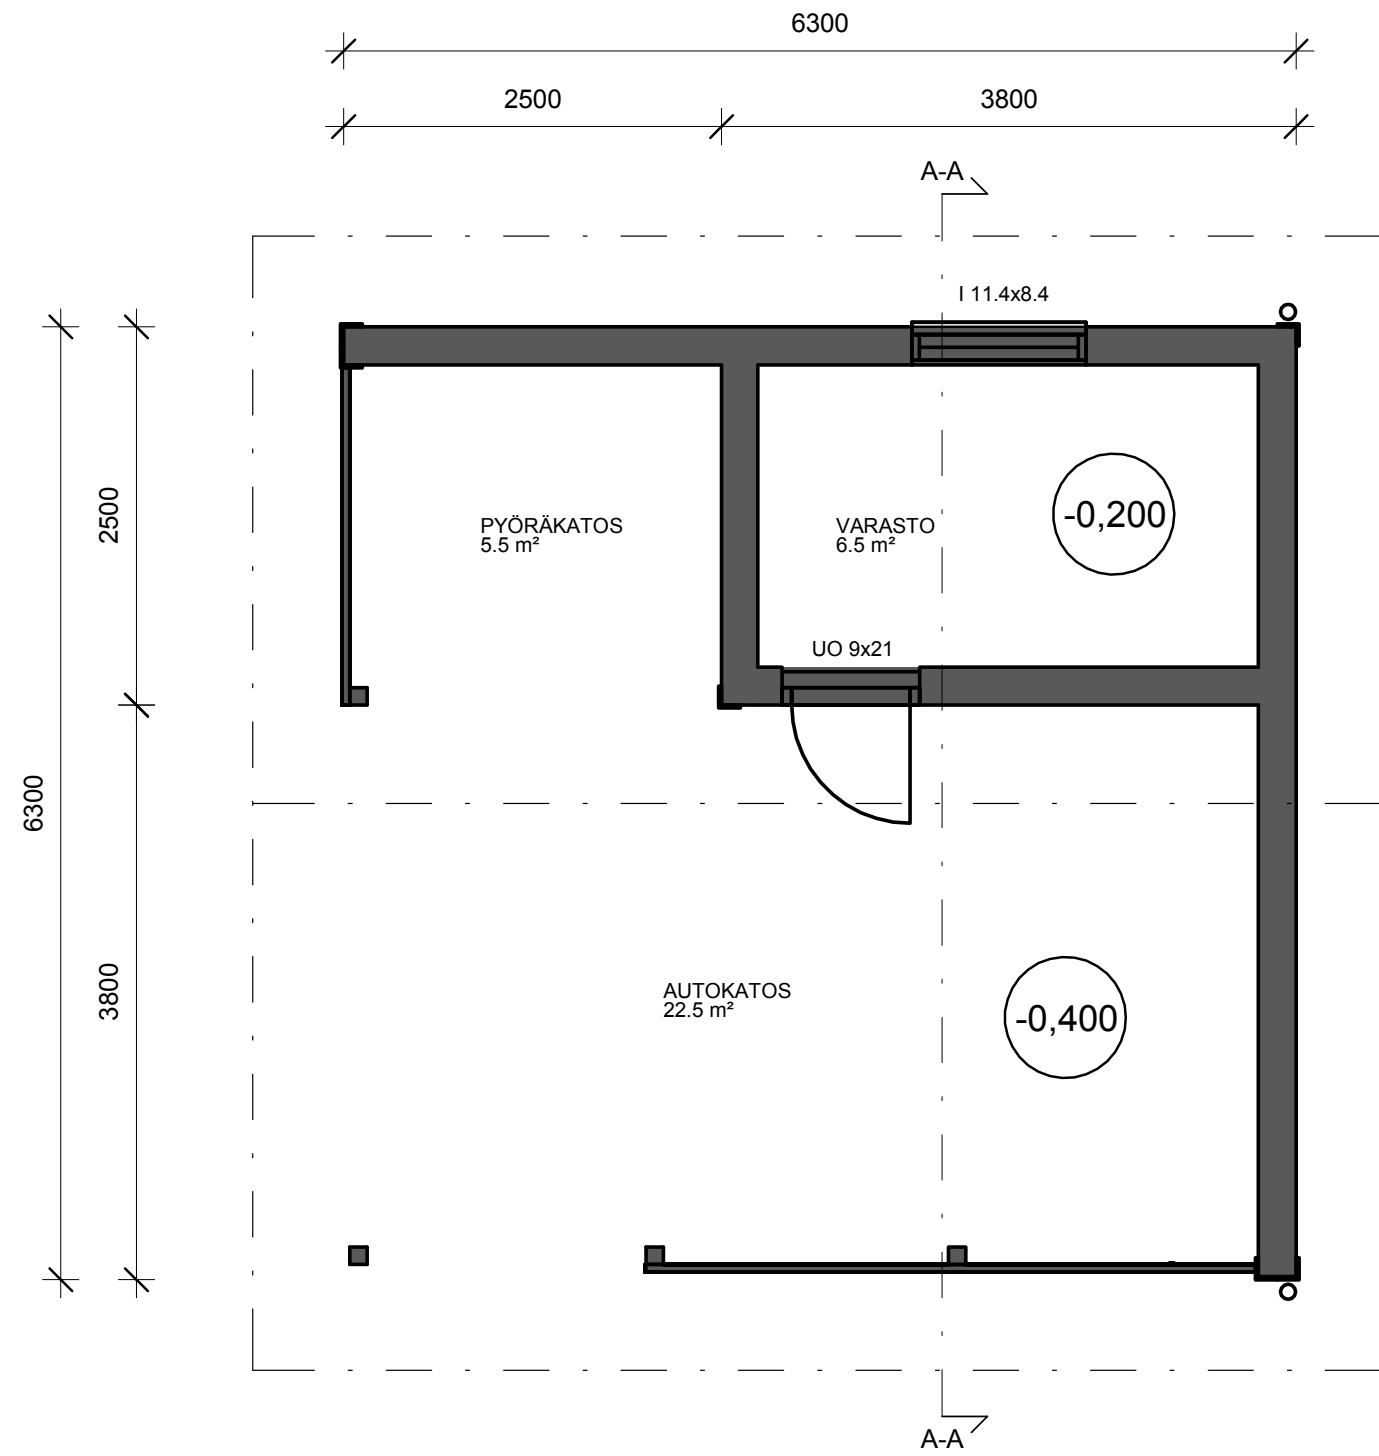 6300
2500
3800
A-A
I 11.4x8.4
2500
PYÖRÄKATOS
5.5 m²
VARASTO
6.5 m²
-0,200
UO 9x21
6300
3800
AUTOKATOS
22.5 m²
-0,400
A-A